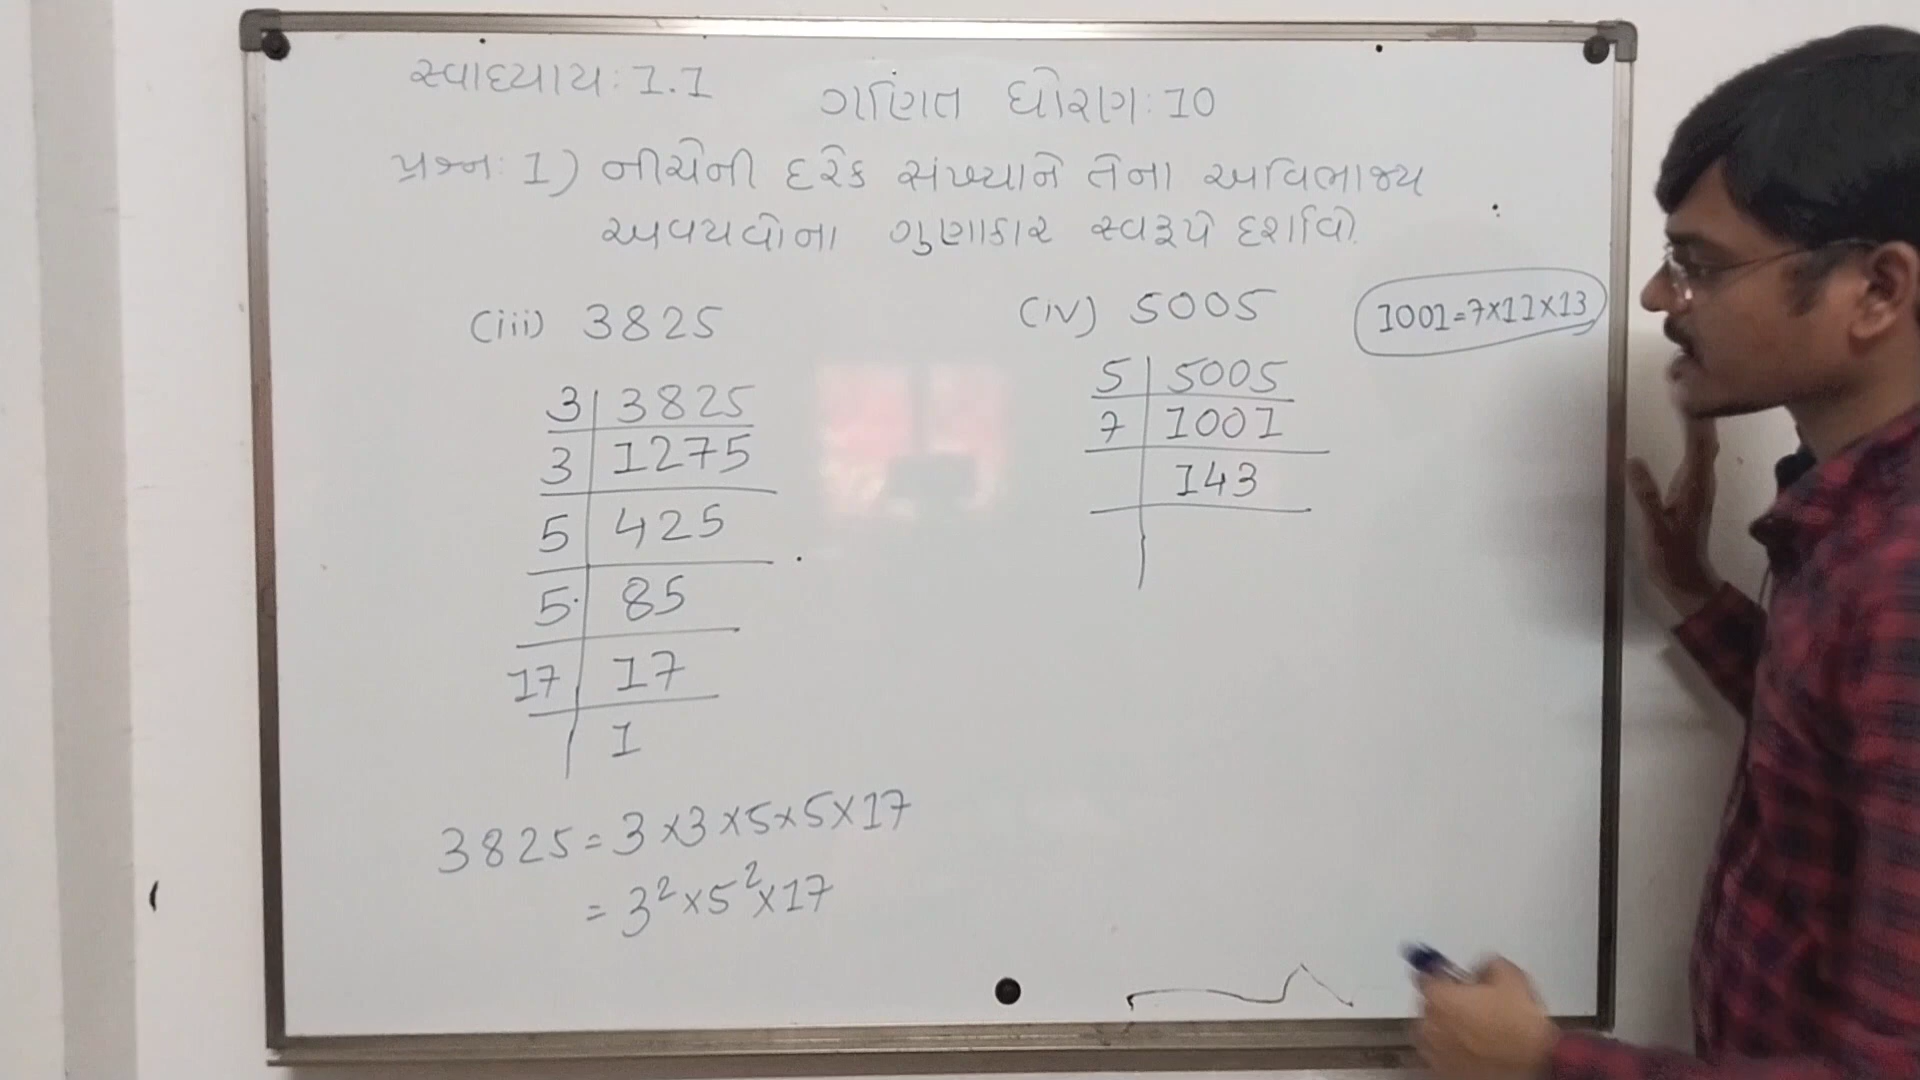 સ્વાધ્યાય: 1.1
ગણિત ધોરણ: 10
પ્રશ્ન: 1) નીચેની દરેક સંખ્યાને તેના અવિભાજ્ય
અવયવોના ગુણાકાર સ્વરૂપે દર્શાવો.
(iii) 3825
3 | 3825
3 | 1275
5 | 425
5 | 85
17 | 17
1
3825 = 3 × 3 × 5 × 5 × 17
= 3² × 5² × 17
(iv) 5005
5 | 5005
7 | 1001
143
1001 = 7 × 11 × 13